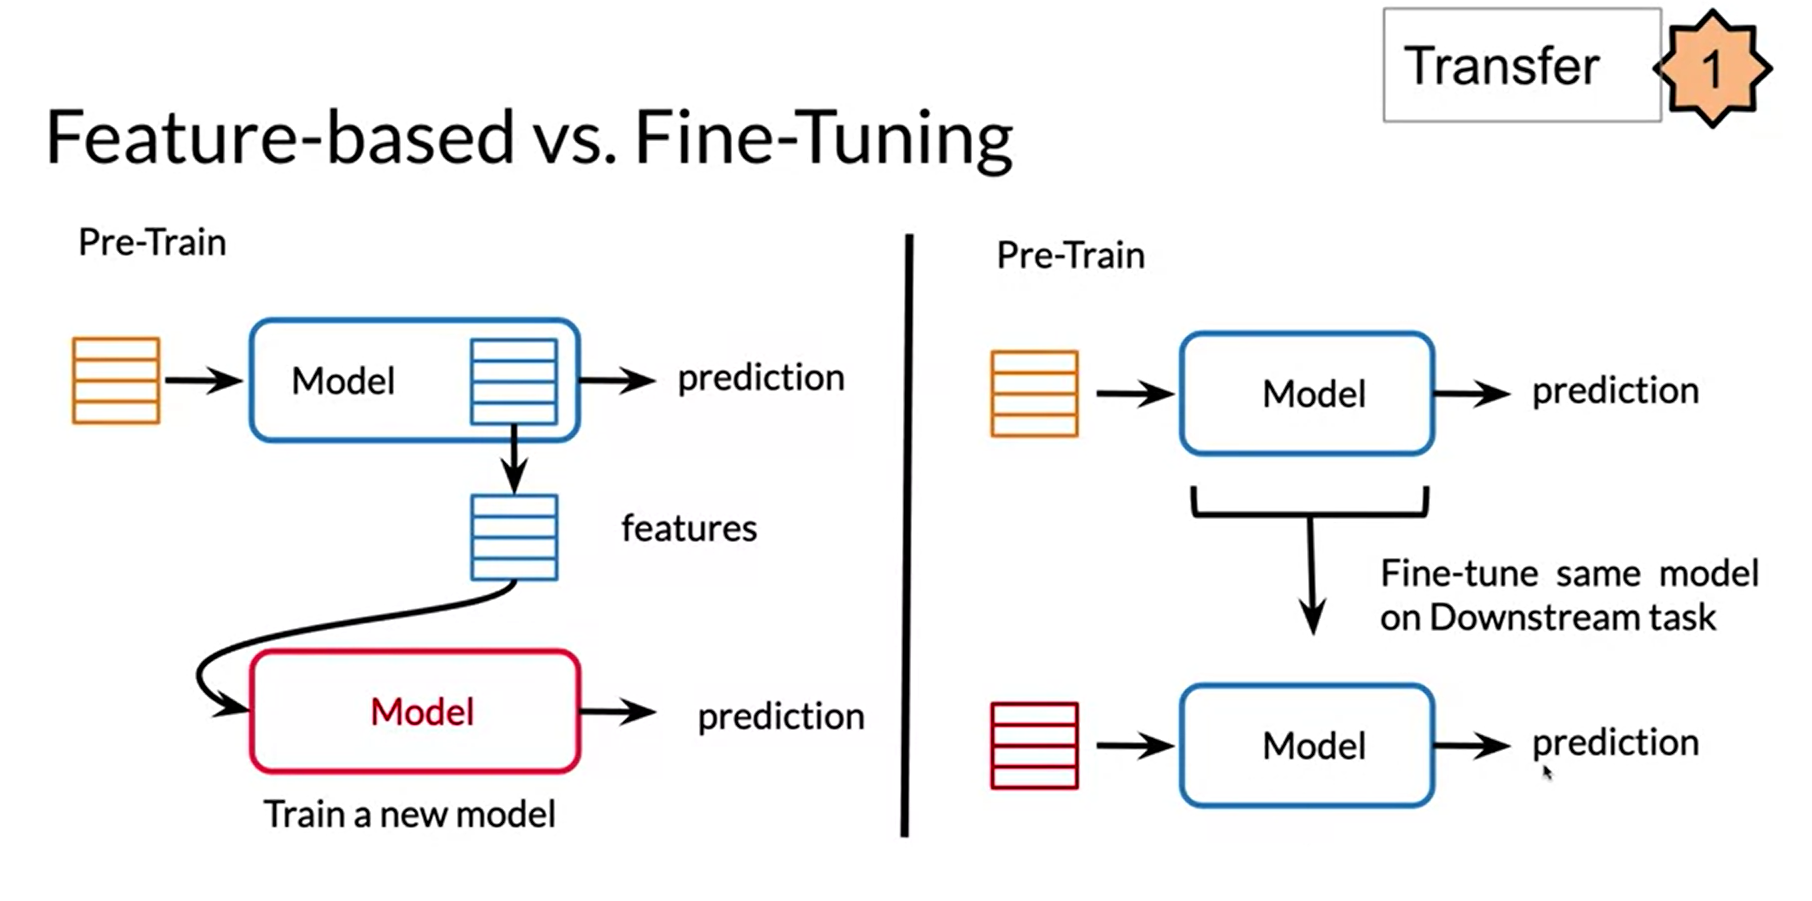 Transfer
1
Feature-based vs. Fine-Tuning
Pre-Train
Model
prediction
features
Model
prediction
Train a new model
Pre-Train
Model
prediction
Fine-tune same model
on Downstream task
Model
prediction